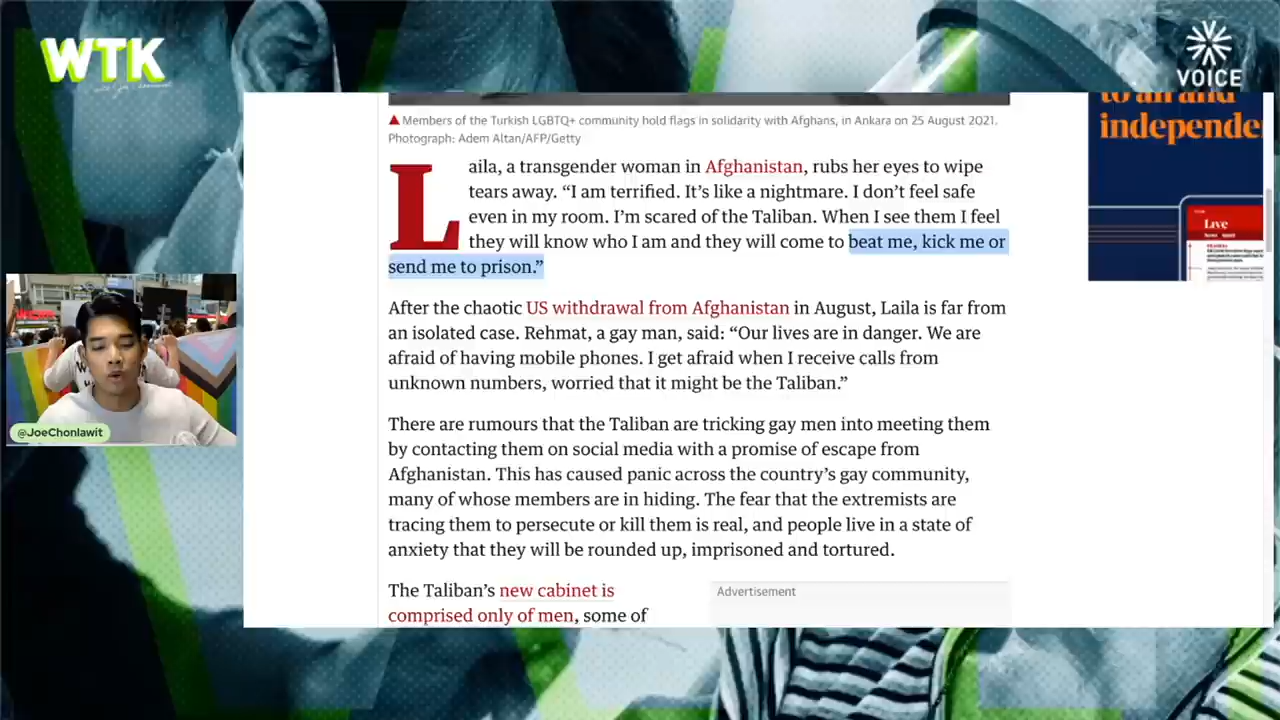 WTK
VOICE
to all and
independe
Members of the Turkish LGBTQ+ community hold flags in solidarity with Afghans, in Ankara on 25 August 2021.
Photograph: Adem Altan/AFP/Getty
Laila, a transgender woman in Afghanistan, rubs her eyes to wipe
tears away. “I am terrified. It’s like a nightmare. I don’t feel safe
even in my room. I’m scared of the Taliban. When I see them I feel
they will know who I am and they will come to beat me, kick me or
send me to prison.”
After the chaotic US withdrawal from Afghanistan in August, Laila is far from
an isolated case. Rehmat, a gay man, said: “Our lives are in danger. We are
afraid of having mobile phones. I get afraid when I receive calls from
unknown numbers, worried that it might be the Taliban.”
There are rumours that the Taliban are tricking gay men into meeting them
by contacting them on social media with a promise of escape from
Afghanistan. This has caused panic across the country’s gay community,
many of whose members are in hiding. The fear that the extremists are
tracing them to persecute or kill them is real, and people live in a state of
anxiety that they will be rounded up, imprisoned and tortured.
The Taliban’s new cabinet is
comprised only of men, some of
Advertisement
Live
@JoeChonlawit